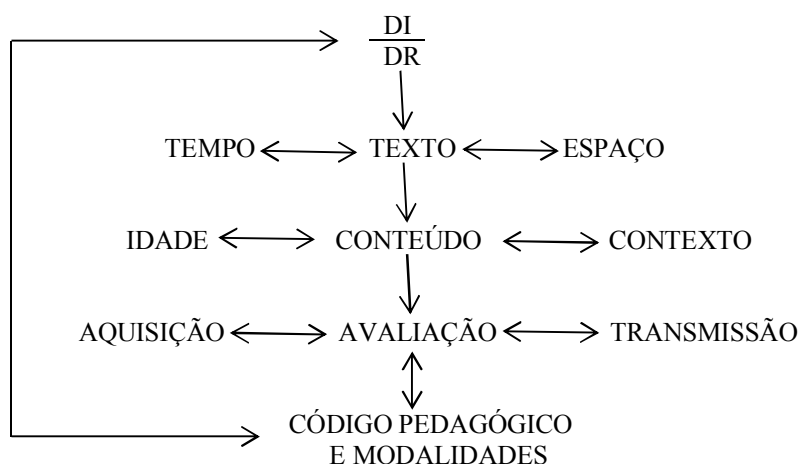 DI
DR
TEMPO TEXTO ESPAÇO
IDADE CONTEÚDO CONTEXTO
AQUISIÇÃO AVALIAÇÃO TRANSMISSÃO
CÓDIGO PEDAGÓGICO
E MODALIDADES